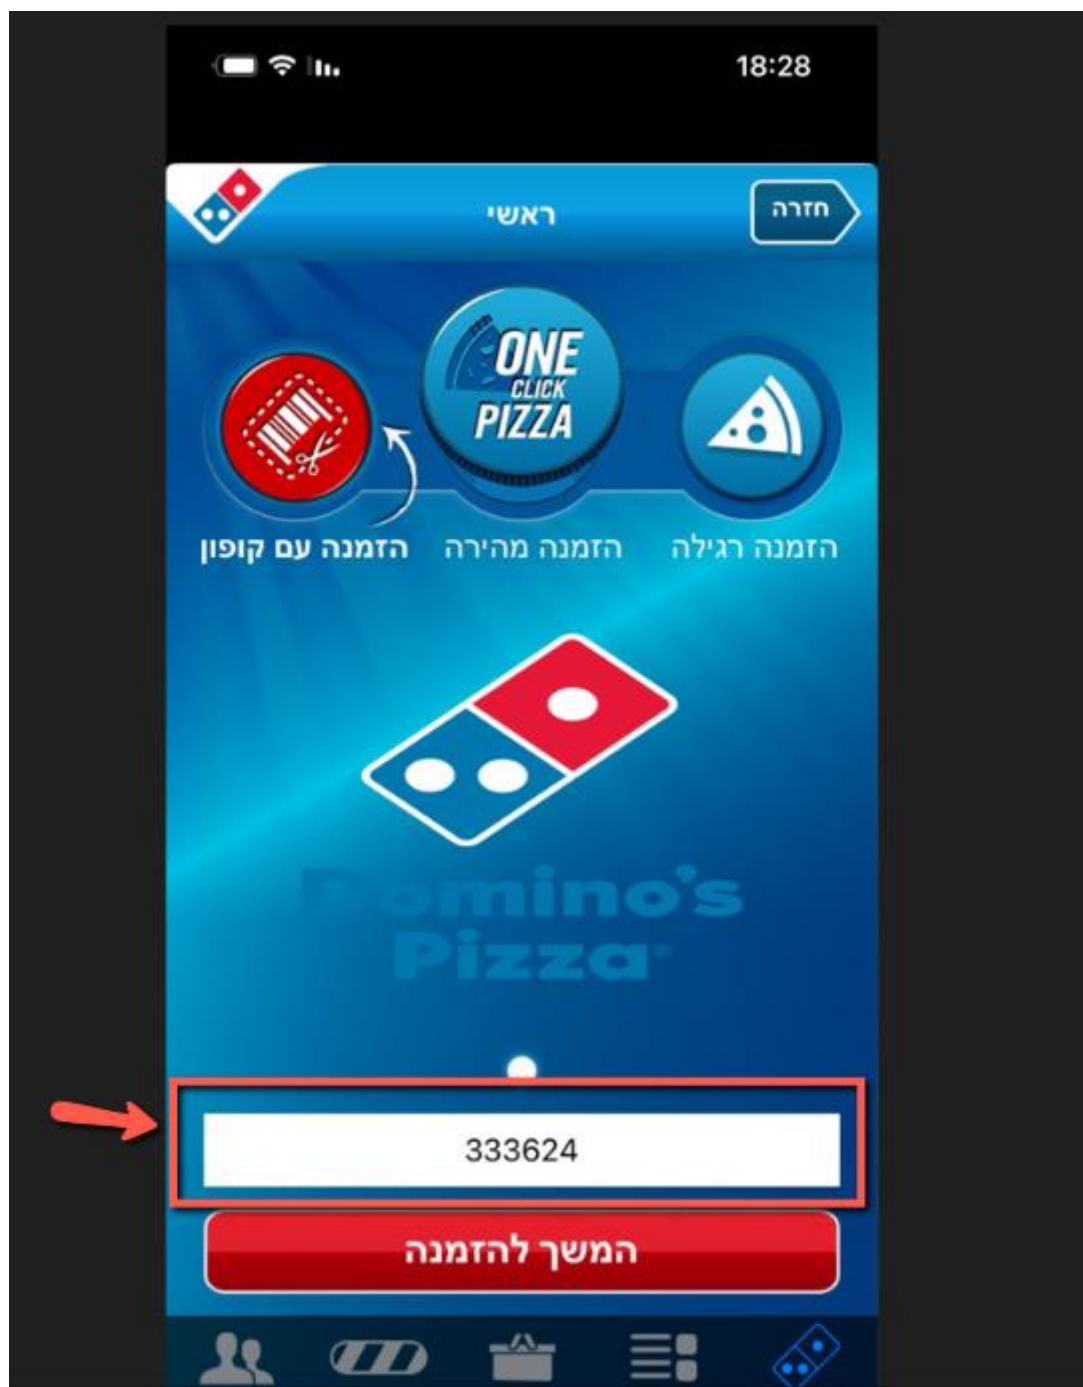 18:28
חזרה
ראשי
ONE
CLICK
PIZZA
הזמנה רגילה
הזמנה מהירה
הזמנה עם קופון
Domino's
Pizza
333624
המשך להזמנה